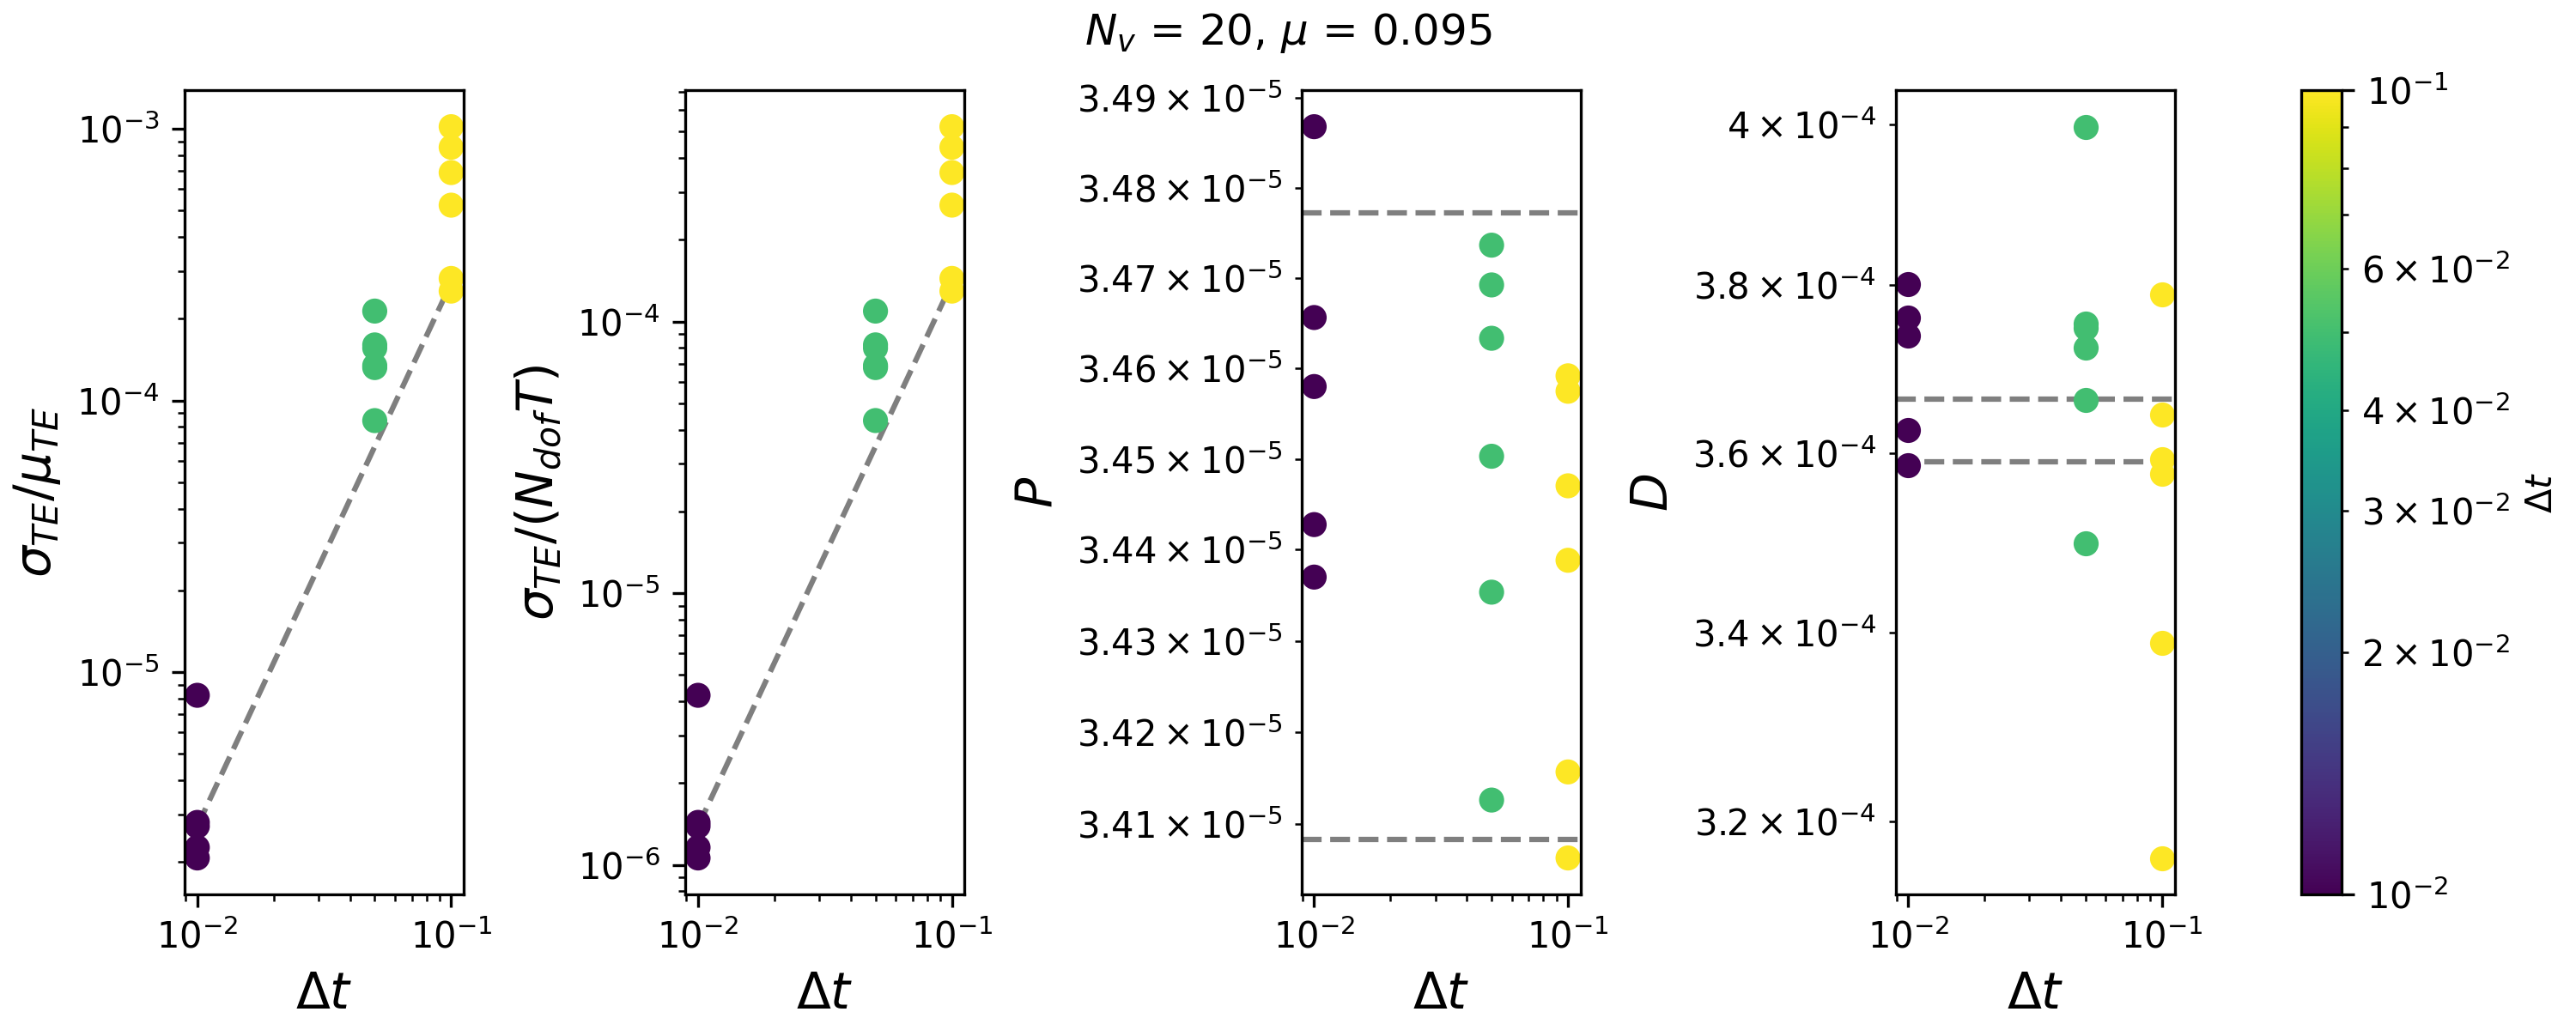 N_v = 20, μ = 0.095
σ_TE/μ_TE
10⁻³
10⁻⁴
10⁻⁵
10⁻² 10⁻¹
Δt
σ_TE/(N_dof T)
10⁻⁴
10⁻⁵
10⁻⁶
10⁻² 10⁻¹
Δt
P
3.49 × 10⁻⁵
3.48 × 10⁻⁵
3.47 × 10⁻⁵
3.46 × 10⁻⁵
3.45 × 10⁻⁵
3.44 × 10⁻⁵
3.43 × 10⁻⁵
3.42 × 10⁻⁵
3.41 × 10⁻⁵
10⁻² 10⁻¹
Δt
D
4 × 10⁻⁴
3.8 × 10⁻⁴
3.6 × 10⁻⁴
3.4 × 10⁻⁴
3.2 × 10⁻⁴
10⁻² 10⁻¹
Δt
10⁻¹
6 × 10⁻²
4 × 10⁻²
3 × 10⁻²
2 × 10⁻²
10⁻²
Δt